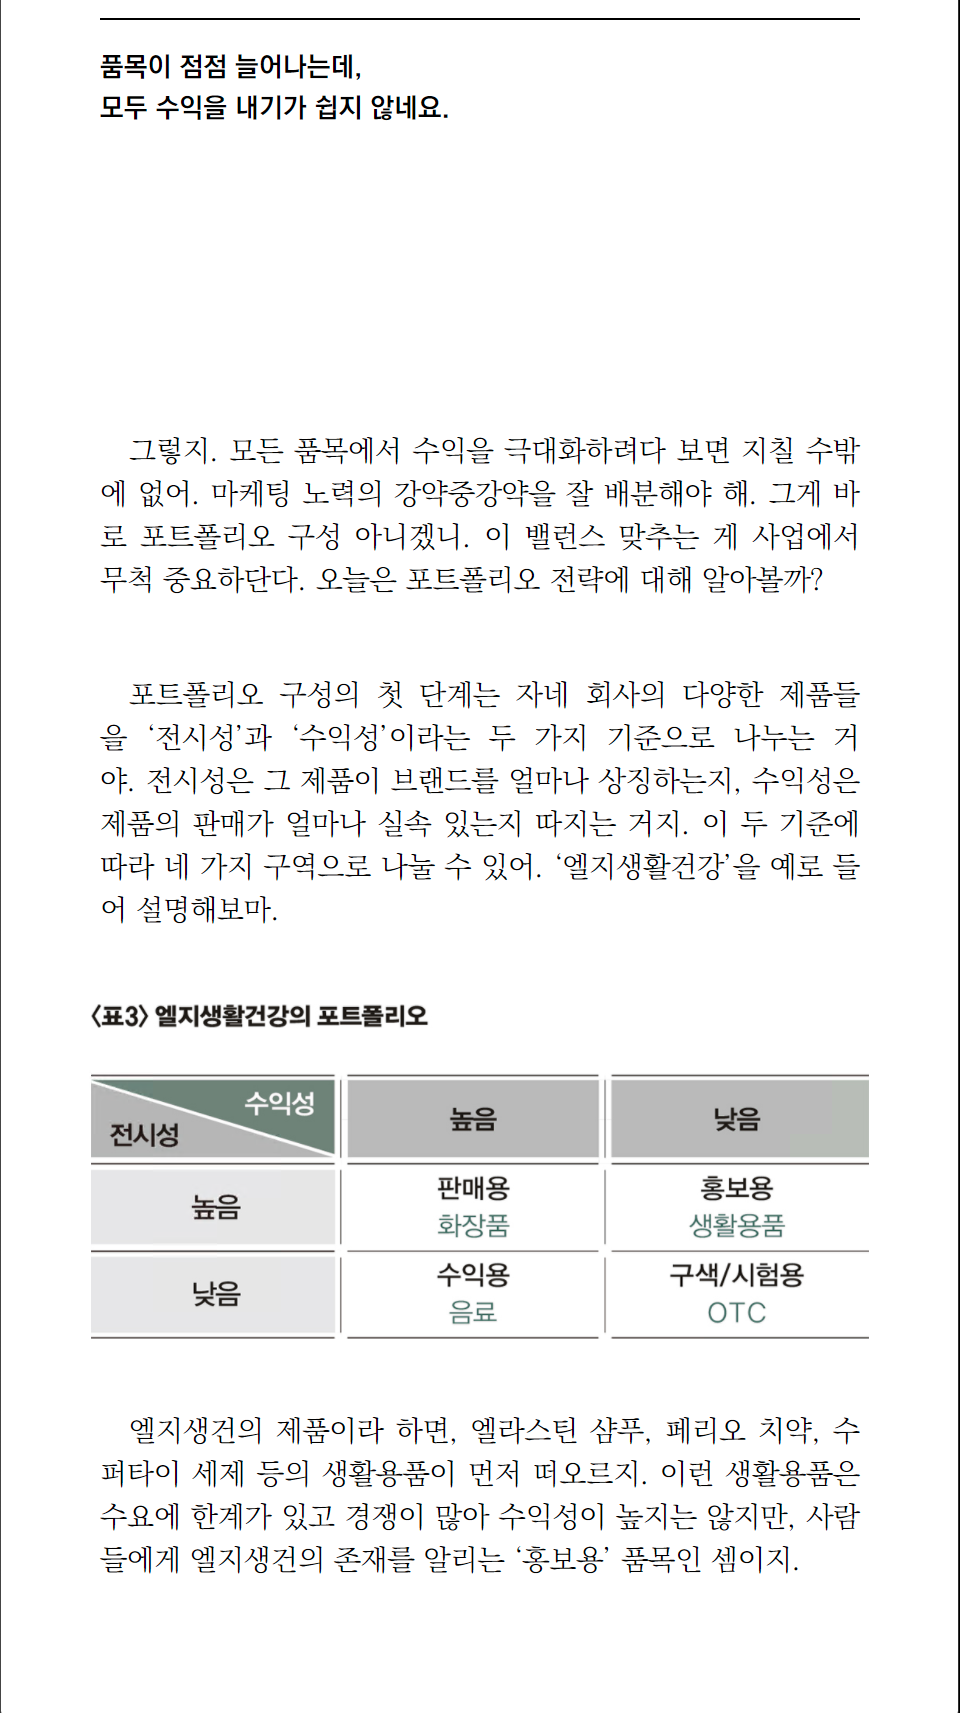 품목이 점점 늘어나는데,
모두 수익을 내기가 쉽지 않네요.
그렇지. 모든 품목에서 수익을 극대화하려다 보면 지칠 수밖
에 없어. 마케팅 노력의 강약중강약을 잘 배분해야 해. 그게 바
로 포트폴리오 구성 아니겠니. 이 밸런스 맞추는 게 사업에서
무척 중요하단다. 오늘은 포트폴리오 전략에 대해 알아볼까?
포트폴리오 구성의 첫 단계는 자네 회사의 다양한 제품들
을 ‘전시성’과 ‘수익성’이라는 두 가지 기준으로 나누는 거
야. 전시성은 그 제품이 브랜드를 얼마나 상징하는지, 수익성은
제품의 판매가 얼마나 실속 있는지 따지는 거지. 이 두 기준에
따라 네 가지 구역으로 나눌 수 있어. ‘엘지생활건강’을 예로 들
어 설명해보마.
〈표3〉 엘지생활건강의 포트폴리오
수익성
전시성
높음
낮음
높음
판매용
화장품
홍보용
생활용품
낮음
수익용
음료
구색/시험용
OTC
엘지생건의 제품이라 하면, 엘라스틴 샴푸, 페리오 치약, 수
퍼타이 세제 등의 생활용품이 먼저 떠오르지. 이런 생활용품은
수요에 한계가 있고 경쟁이 많아 수익성이 높지는 않지만, 사람
들에게 엘지생건의 존재를 알리는 ‘홍보용’ 품목인 셈이지.